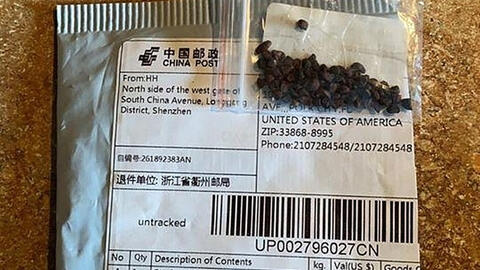 中国邮政
CHINA POST
From:HH
North side of the west gate of
South China Avenue, Longgang
District, Shenzhen
AVE.,POLK CITY,FL
UNITED STATES OF AMERICA
ZIP:33868-8995
Phone:2107284548/2107284548
自编号:261892383AN
退件单位: 浙江省衢州邮局
untracked
UP002796027CN
No Qty Description of Contents Kg. Val(US $) Goods